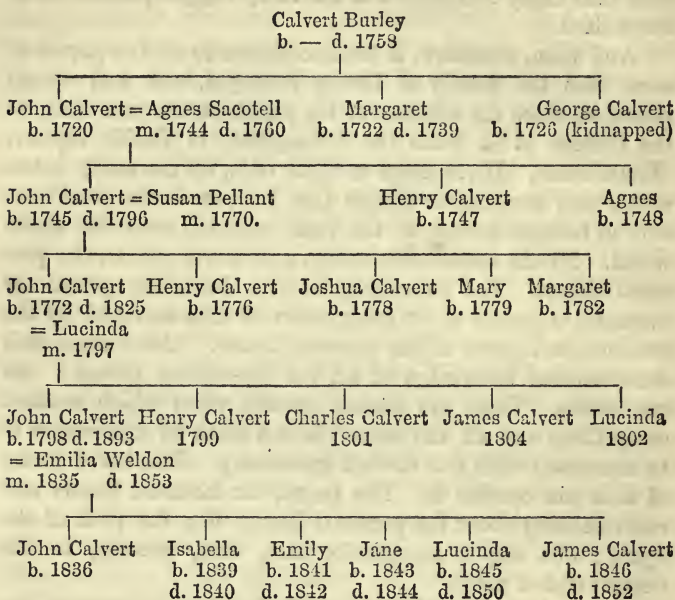 Calvert Burley
b. — d. 1758
John Calvert = Agnes Sacotell Margaret George Calvert
b. 1720 m. 1744 d. 1760 b. 1722 d. 1739 b. 1726 (kidnapped)
John Calvert = Susan Pellant Henry Calvert Agnes
b. 1745 d. 1796 m. 1770. b. 1747 b. 1748
John Calvert Henry Calvert Joshua Calvert Mary Margaret
b. 1772 d. 1825 b. 1776 b. 1778 b. 1779 b. 1782
= Lucinda
m. 1797
John Calvert Henry Calvert Charles Calvert James Calvert Lucinda
b. 1798 d. 1893 1799 1801 1804 1802
= Emilia Weldon
m. 1835 d. 1853
John Calvert Isabella Emily Jane Lucinda James Calvert
b. 1836 b. 1839 b. 1841 b. 1843 b. 1845 b. 1846
d. 1840 d. 1842 d. 1844 d. 1850 d. 1852